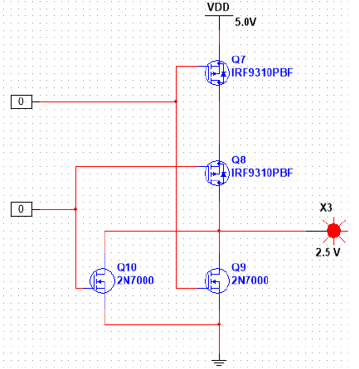 VDD
5.0V
Q7
IRF9310PBF
0
Q8
IRF9310PBF
0
X3
2.5 V
Q10
2N7000
Q9
2N7000